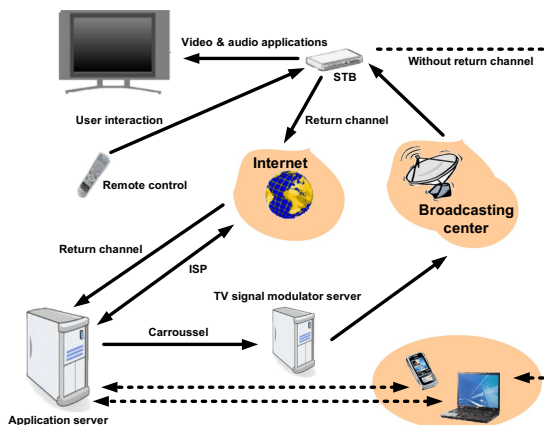 Video & audio applications
Without return channel
STB
User interaction
Return channel
Internet
Remote control
Broadcasting
center
Return channel
ISP
TV signal modulator server
Carroussel
Application server